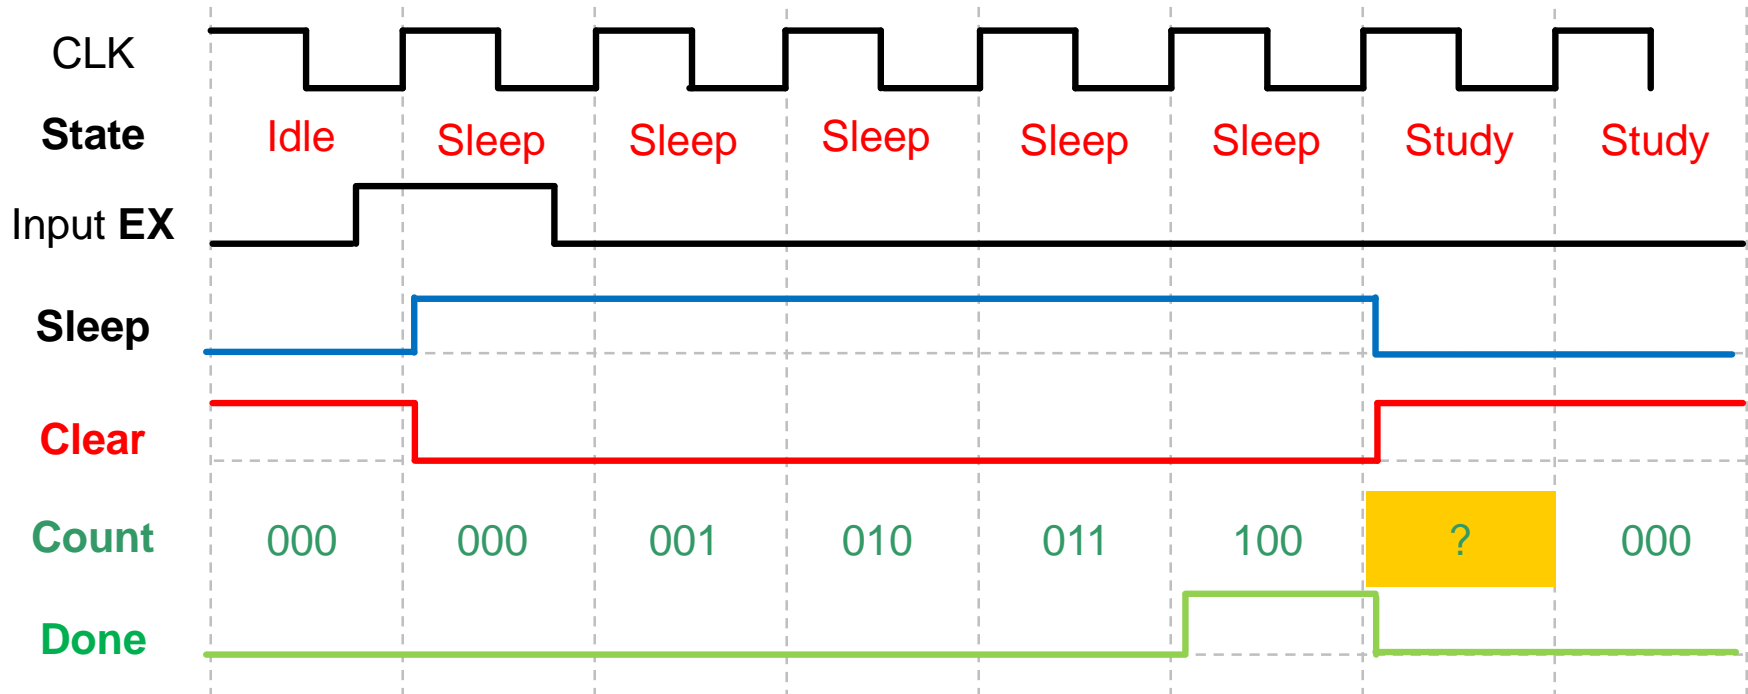 CLK
State Idle Sleep Sleep Sleep Sleep Sleep Study Study
Input EX
Sleep
Clear
Count 000 000 001 010 011 100 ? 000
Done